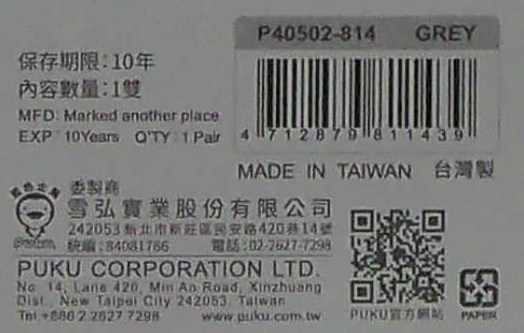 P40502-814 GREY
保存期限:10年
內容數量:1雙
MFD: Marked another place
EXP: 10Years Q'TY: 1 Pair
4 712879 811439
MADE IN TAIWAN 台灣製
委製商
雪弘實業股份有限公司
242053 新北市新莊區民安路420巷14號
統編:84081786 電話:02-2627-7298
PUKU CORPORATION LTD.
No. 14, Lane 420, Min An Road, Xinzhuang
Dist., New Taipei City 242053, Taiwan
Tel:+886 2 2627 7298 www.puku.com.tw
PUKU官方網站
PAPER